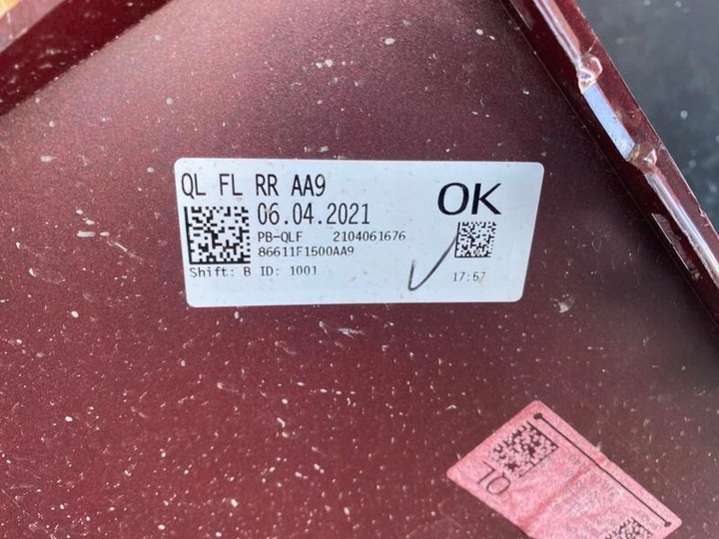 QL FL RR AA9
OK
06.04.2021
PB-QLF 2104061676
86611F1500AA9
Shift: B ID: 1001
17:57